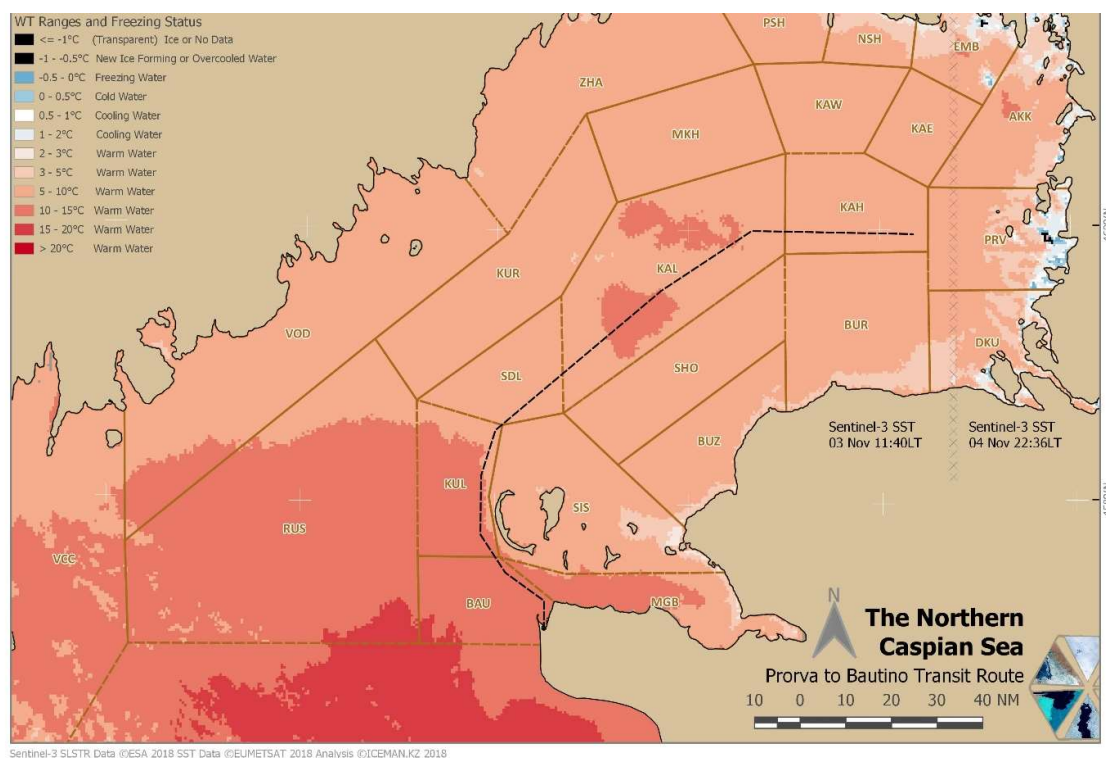 WT Ranges and Freezing Status
<= -1°C (Transparent) Ice or No Data
-1 - -0.5°C New Ice Forming or Overcooled Water
-0.5 - 0°C Freezing Water
0 - 0.5°C Cold Water
0.5 - 1°C Cooling Water
1 - 2°C Cooling Water
2 - 3°C Warm Water
3 - 5°C Warm Water
5 - 10°C Warm Water
10 - 15°C Warm Water
15 - 20°C Warm Water
> 20°C Warm Water
PSH
NSH
EMB
ZHA
KAW
AKK
MKH
KAE
KAH
PRV
KAL
KUR
VOD
BUR
DKU
SDL
SHO
Sentinel-3 SST
03 Nov 11:40LT
Sentinel-3 SST
04 Nov 22:36LT
BUZ
KUL
SIS
RUS
VCC
BAU
MGB
N
The Northern
Caspian Sea
Prorva to Bautino Transit Route
10 0 10 20 30 40 NM
Sentinel-3 SLSTR Data ©ESA 2018 SST Data ©EUMETSAT 2018 Analysis ©ICEMAN.KZ 2018